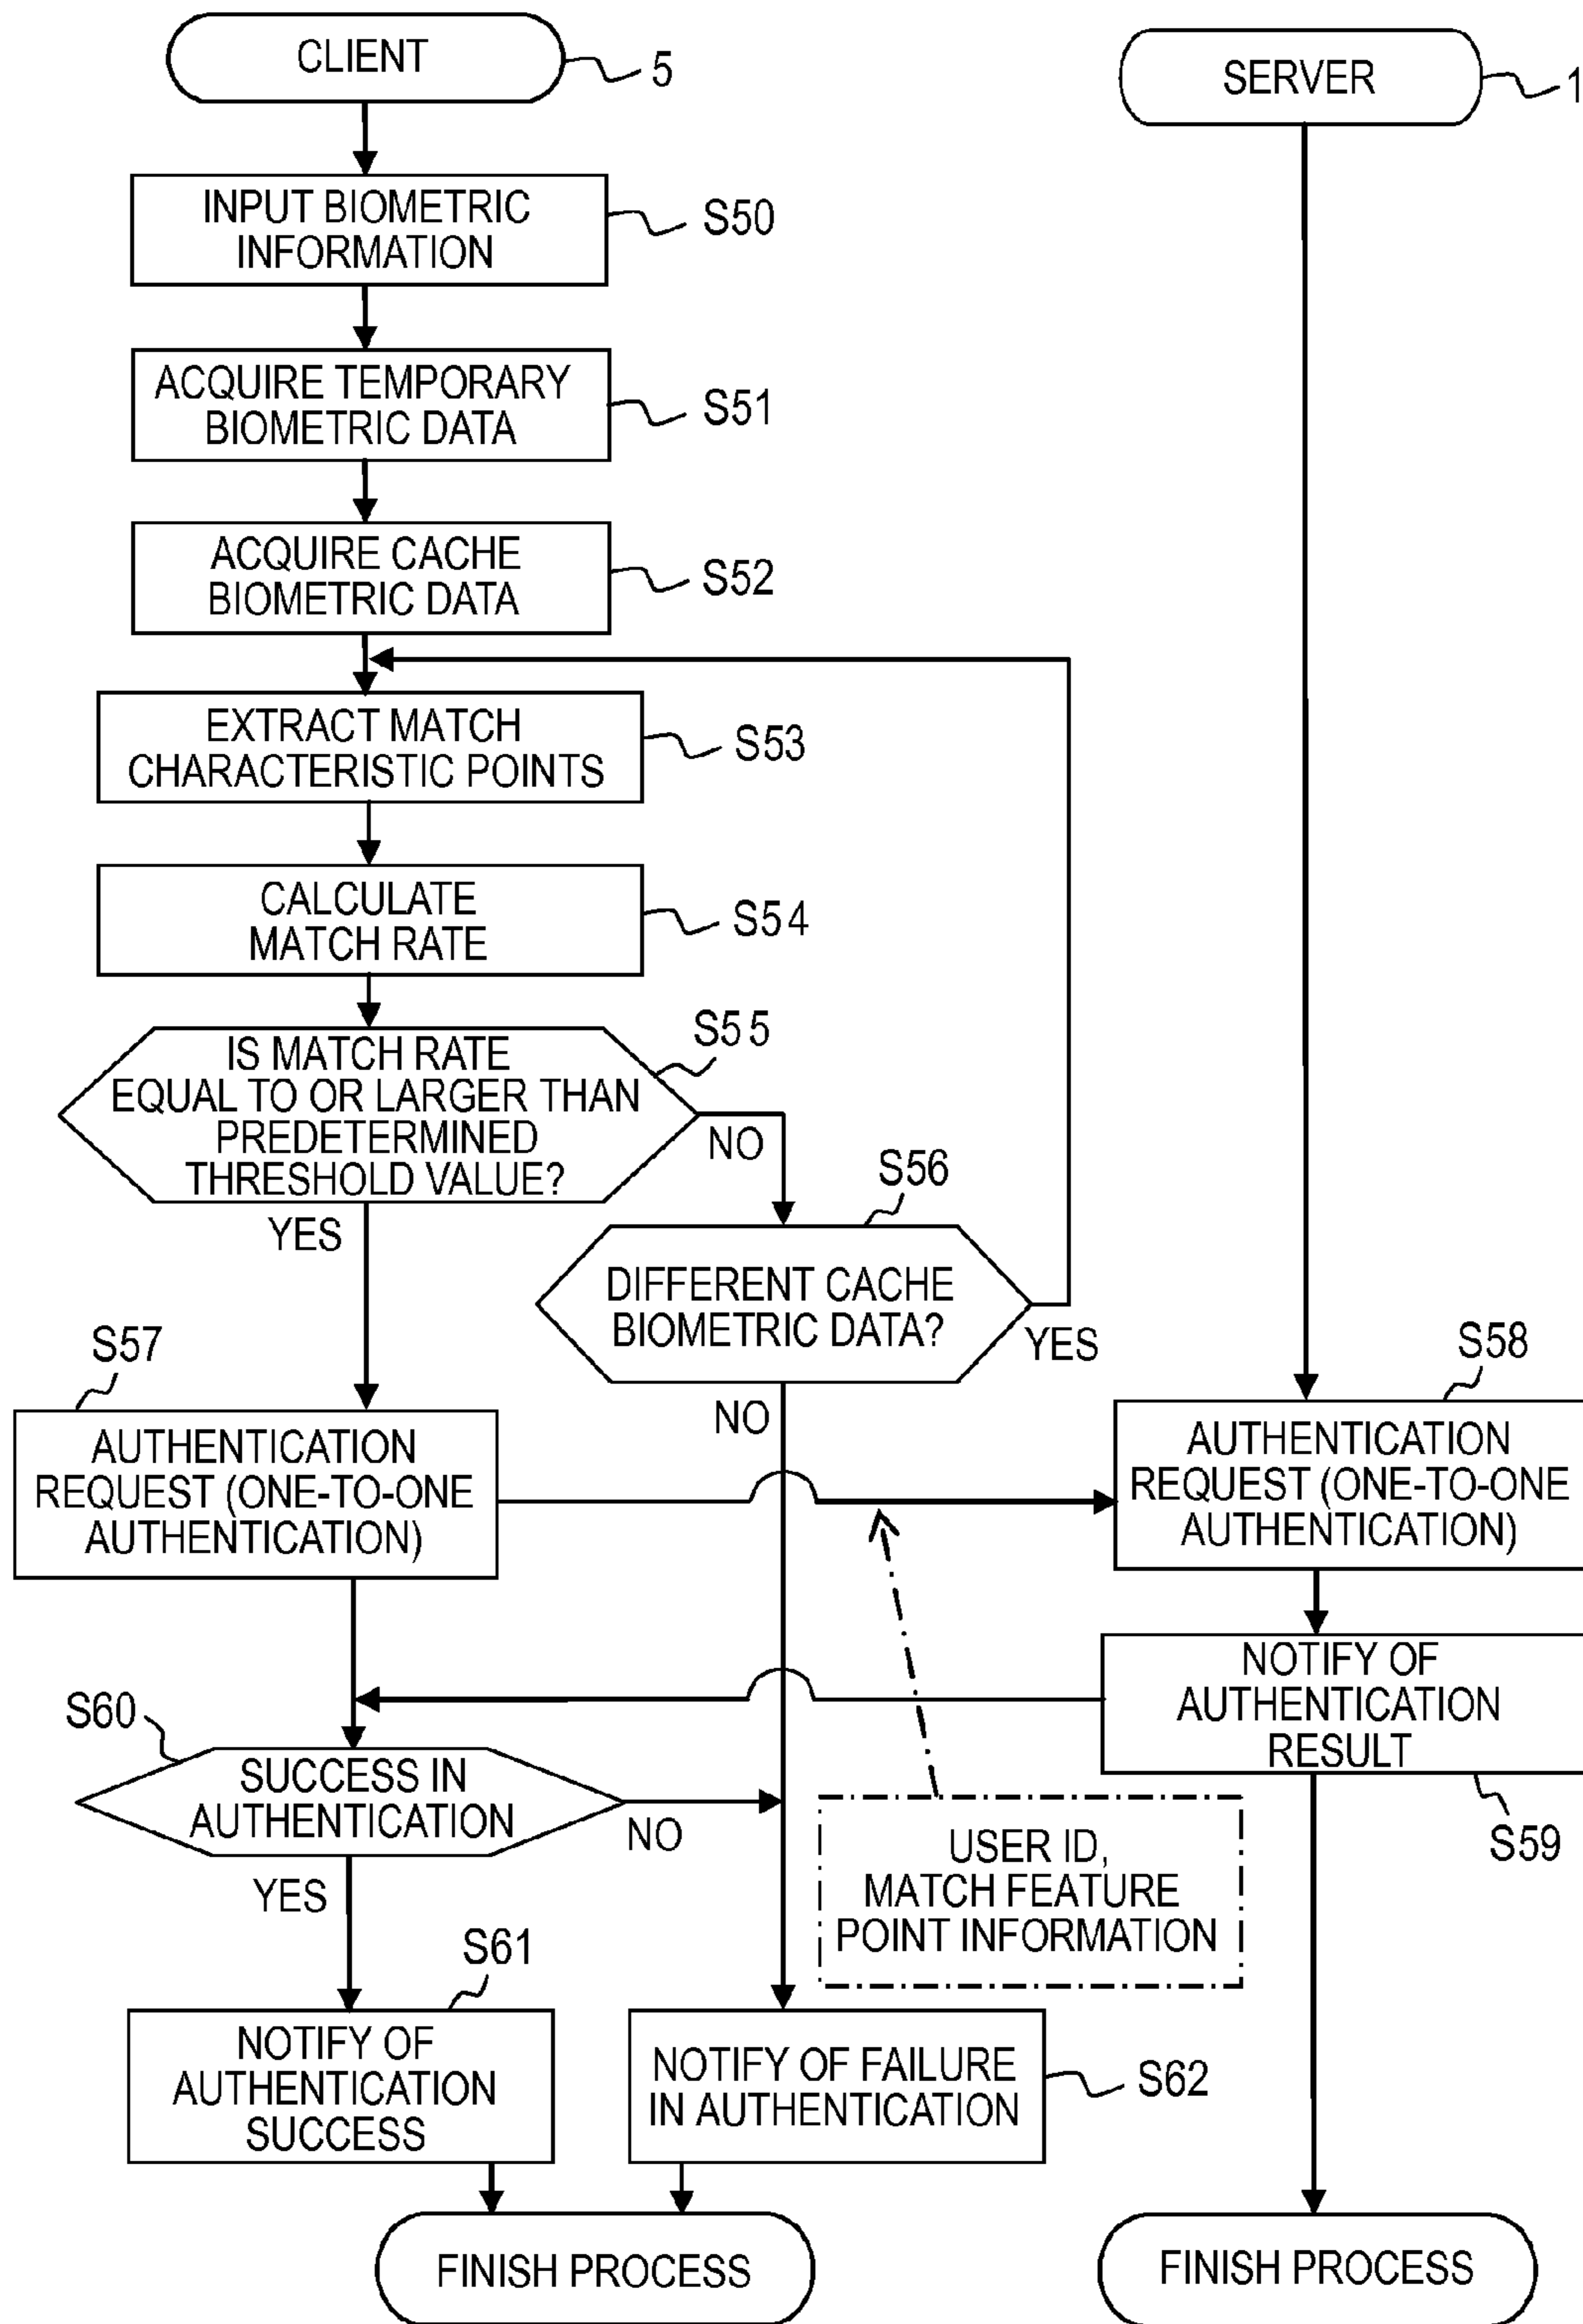 CLIENT
5
SERVER
1
INPUT BIOMETRIC
INFORMATION
S50
ACQUIRE TEMPORARY
BIOMETRIC DATA
S51
ACQUIRE CACHE
BIOMETRIC DATA
S52
EXTRACT MATCH
CHARACTERISTIC POINTS
S53
CALCULATE
MATCH RATE
S54
IS MATCH RATE
EQUAL TO OR LARGER THAN
PREDETERMINED
THRESHOLD VALUE?
S55
NO
YES
S56
DIFFERENT CACHE
BIOMETRIC DATA?
YES
NO
S57
AUTHENTICATION
REQUEST (ONE-TO-ONE
AUTHENTICATION)
S58
AUTHENTICATION
REQUEST (ONE-TO-ONE
AUTHENTICATION)
NOTIFY OF
AUTHENTICATION
RESULT
S59
S60
SUCCESS IN
AUTHENTICATION
NO
YES
USER ID,
MATCH FEATURE
POINT INFORMATION
S61
NOTIFY OF
AUTHENTICATION
SUCCESS
NOTIFY OF FAILURE
IN AUTHENTICATION
S62
FINISH PROCESS
FINISH PROCESS